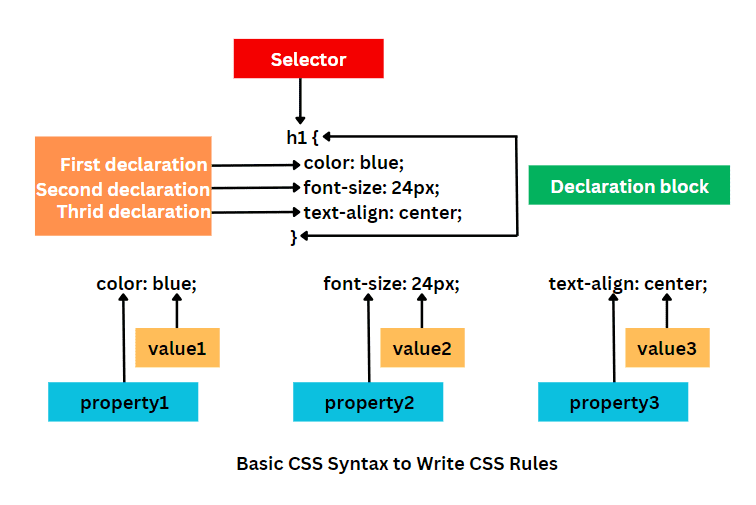 Selector
h1 {
First declaration
color: blue;
Second declaration
font-size: 24px;
Declaration block
Thrid declaration
text-align: center;
}
color: blue;
font-size: 24px;
text-align: center;
value1
value2
value3
property1
property2
property3
Basic CSS Syntax to Write CSS Rules